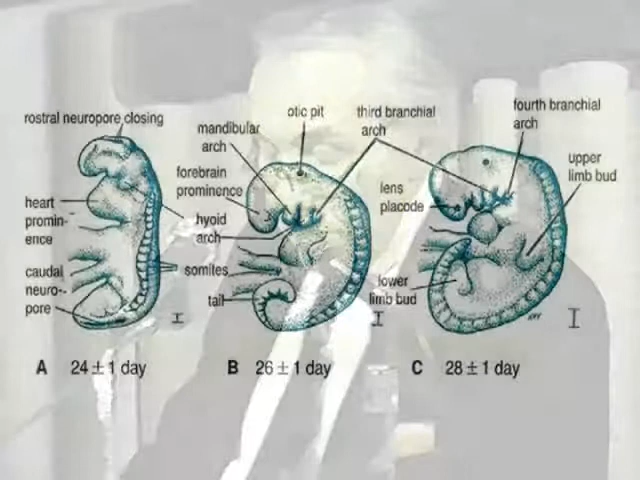 rostral neuropore closing
heart
promin-
ence
caudal
neuro-
pore
A 24 ± 1 day
otic pit
mandibular
arch
forebrain
prominence
hyoid
arch
somites
tail
B 26 ± 1 day
third branchial
arch
fourth branchial
arch
upper
limb bud
lens
placode
lower
limb bud
C 28 ± 1 day